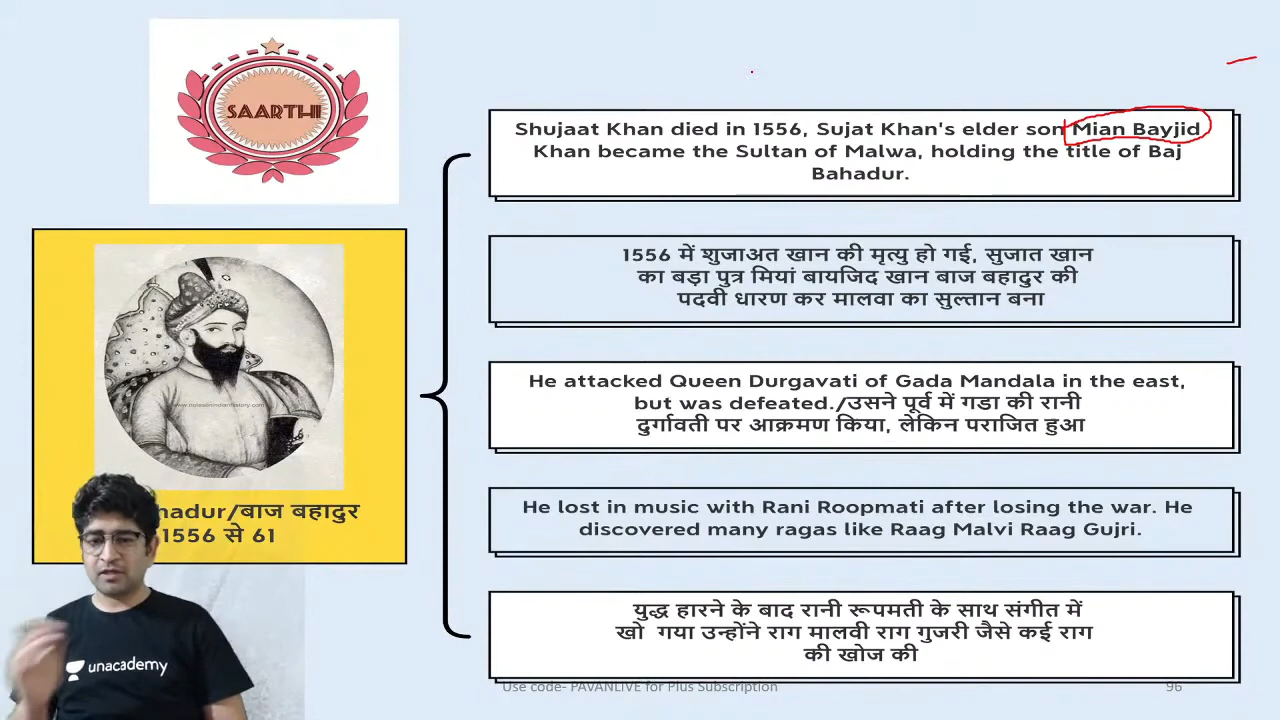 SAARTHI
Shujaat Khan died in 1556, Sujat Khan's elder son Mian Bayjid
Khan became the Sultan of Malwa, holding the title of Baj
Bahadur.
1556 में शुजाअत खान की मृत्यु हो गई, सुजात खान
का बड़ा पुत्र मियां बायजिद खान बाज बहादुर की
पदवी धारण कर मालवा का सुल्तान बना
He attacked Queen Durgavati of Gada Mandala in the east,
but was defeated./उसने पूर्व में गडा की रानी
दुर्गावती पर आक्रमण किया, लेकिन पराजित हुआ
He lost in music with Rani Roopmati after losing the war. He
discovered many ragas like Raag Malvi Raag Gujri.
युद्ध हारने के बाद रानी रूपमती के साथ संगीत में
खो गया उन्होंने राग मालवी राग गुजरी जैसे कई राग
की खोज की
hadur/बाज बहादुर
1556 से 61
unacademy
Use code- PAVANLIVE for Plus Subscription
96